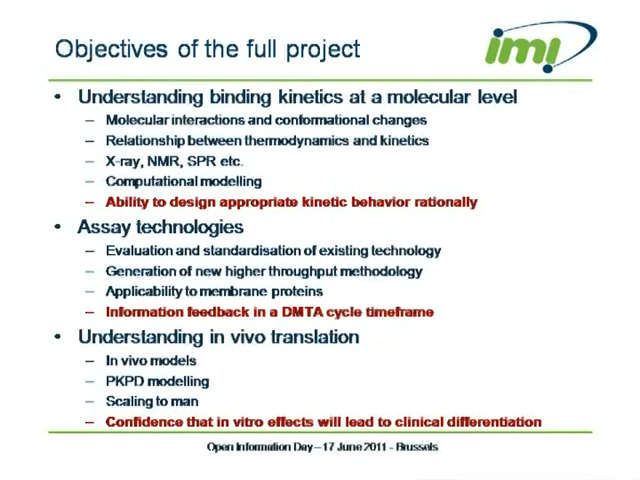 Objectives of the full project
imi
• Understanding binding kinetics at a molecular level
– Molecular interactions and conformational changes
– Relationship between thermodynamics and kinetics
– X-ray, NMR, SPR etc.
– Computational modelling
– Ability to design appropriate kinetic behavior rationally
• Assay technologies
– Evaluation and standardisation of existing technology
– Generation of new higher throughput methodology
– Applicability to membrane proteins
– Information feedback in a DMTA cycle timeframe
• Understanding in vivo translation
– In vivo models
– PKPD modelling
– Scaling to man
– Confidence that in vitro effects will lead to clinical differentiation
Open Information Day – 17 June 2011 - Brussels